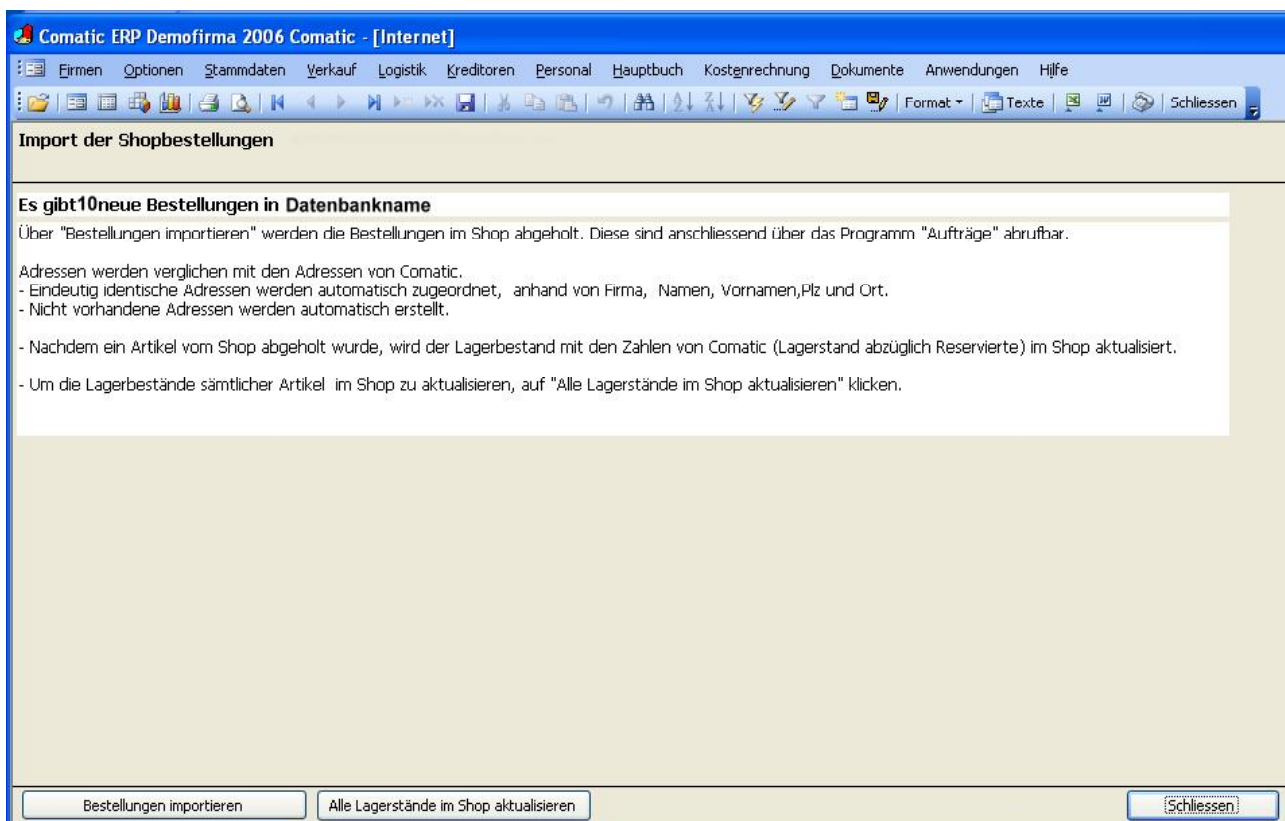 Comatic ERP Demofirma 2006 Comatic - [Internet]
Firmen Optionen Stammdaten Verkauf Logistik Kreditoren Personal Hauptbuch Kostenrechnung Dokumente Anwendungen Hilfe
Format Texte Schliessen
Import der Shopbestellungen
Es gibt10neue Bestellungen in Datenbankname
Über "Bestellungen importieren" werden die Bestellungen im Shop abgeholt. Diese sind anschliessend über das Programm "Aufträge" abrufbar.
Adressen werden verglichen mit den Adressen von Comatic.
- Eindeutig identische Adressen werden automatisch zugeordnet, anhand von Firma, Namen, Vornamen,Plz und Ort.
- Nicht vorhandene Adressen werden automatisch erstellt.
- Nachdem ein Artikel vom Shop abgeholt wurde, wird der Lagerbestand mit den Zahlen von Comatic (Lagerstand abzüglich Reservierte) im Shop aktualisiert.
- Um die Lagerbestände sämtlicher Artikel im Shop zu aktualisieren, auf "Alle Lagerstände im Shop aktualisieren" klicken.
Bestellungen importieren Alle Lagerstände im Shop aktualisieren Schliessen